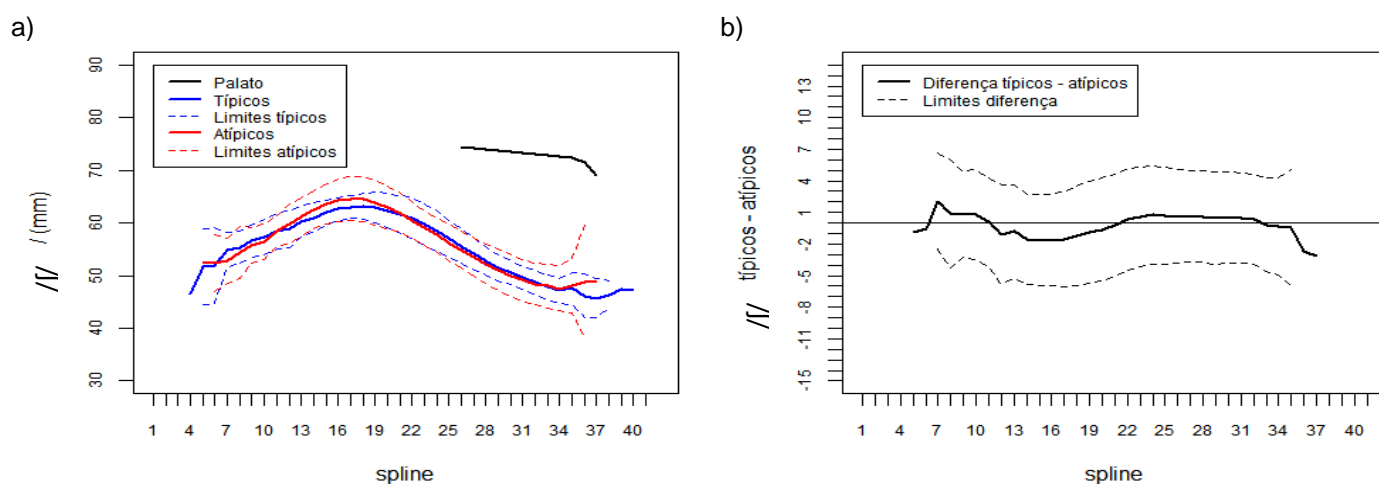 a)
Palato
Típicos
Limites típicos
Atípicos
Limites atípicos
90
80
70
60
50
40
30
/ʃ/
l (mm)
1 4 7 10 13 16 19 22 25 28 31 34 37 40
spline
b)
Diferença típicos - atípicos
Limites diferença
13
10
7
4
1
-2
-5
-8
-11
-15
/ʃ/
típicos - atípicos
1 4 7 10 13 16 19 22 25 28 31 34 37 40
spline